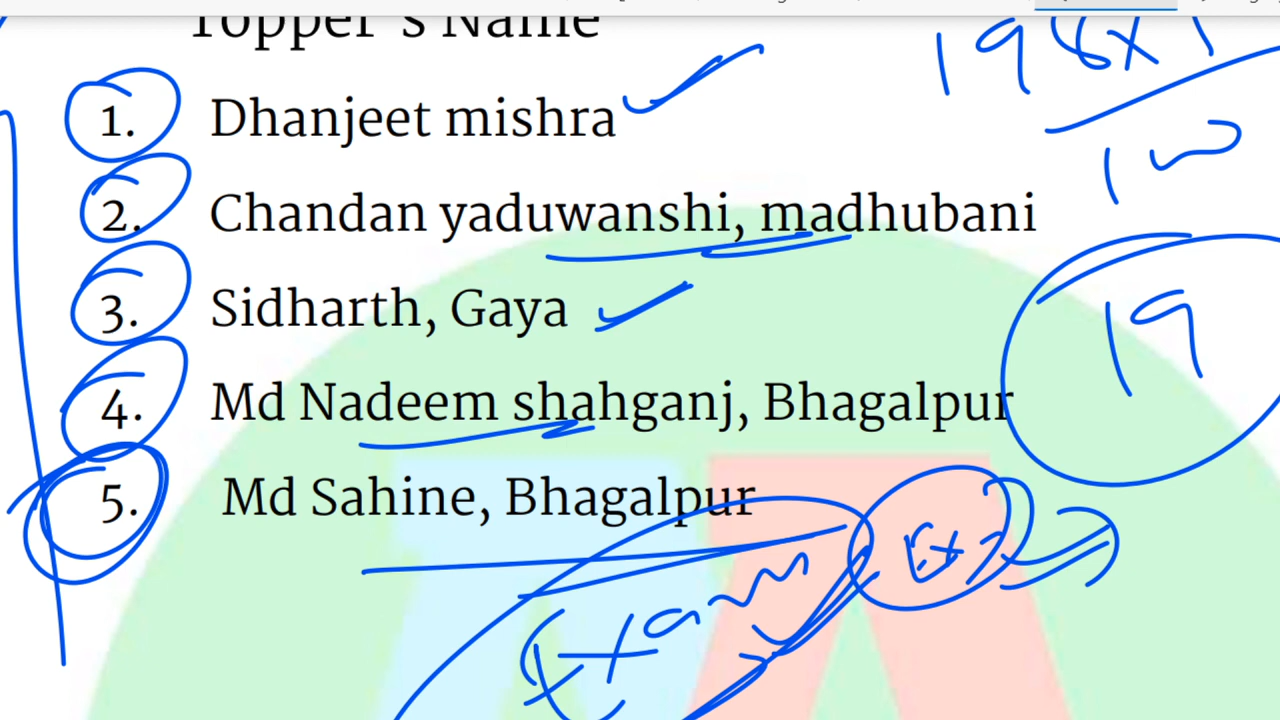 Topper's Name
1. Dhanjeet mishra
2. Chandan yaduwanshi, madhubani
3. Sidharth, Gaya
4. Md Nadeem shahganj, Bhagalpur
5. Md Sahine, Bhagalpur
19
Exam